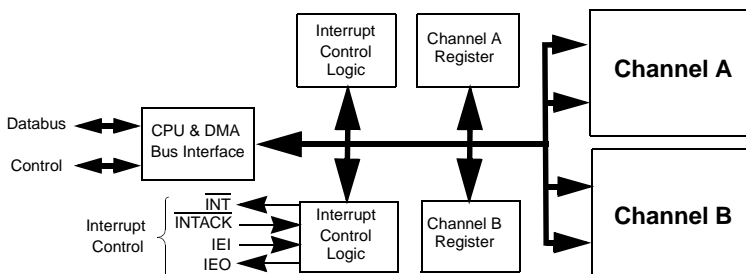 Interrupt
Control
Logic
Channel A
Register
Channel A
Databus
Control
CPU & DMA
Bus Interface
Interrupt
Control
INT
INTACK
IEI
IEO
Interrupt
Control
Logic
Channel B
Register
Channel B